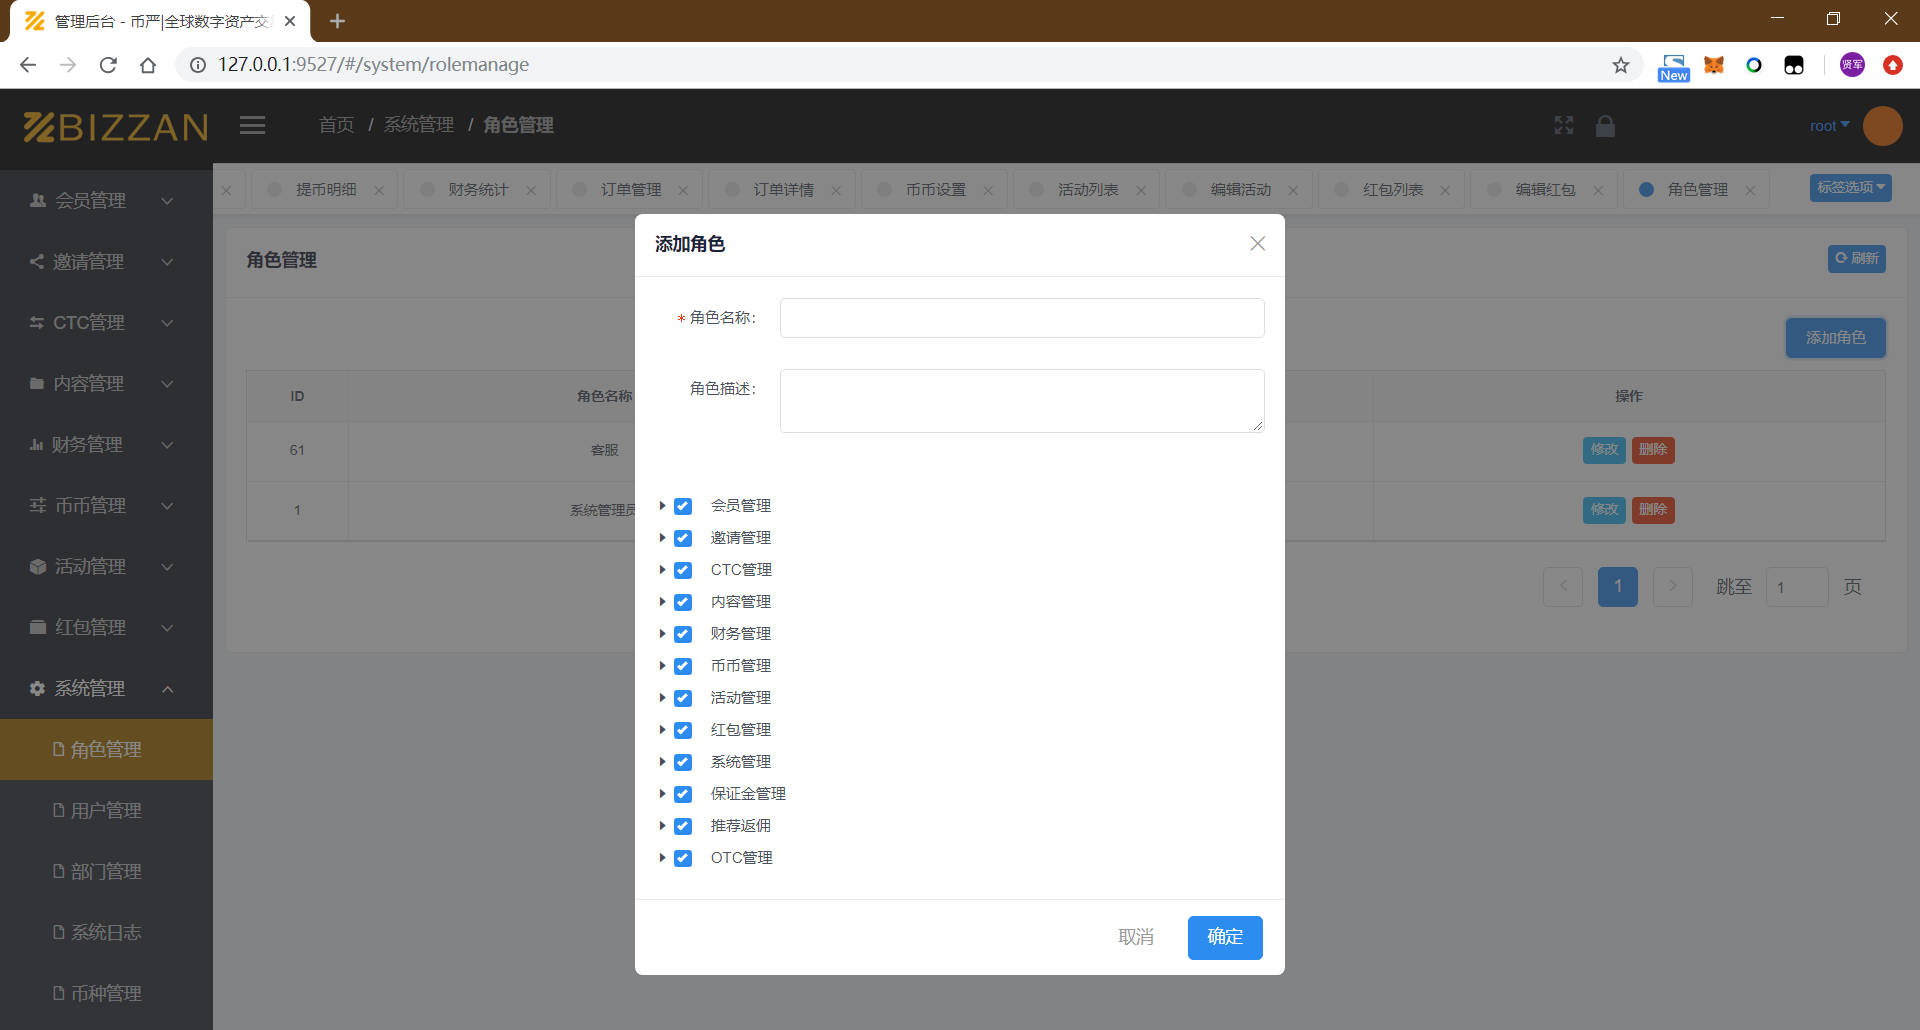 管理后台 - 币严|全球数字资产交
127.0.0.1:9527/#/system/rolemanage
New
贤军
BIZZAN
首页 / 系统管理 / 角色管理
root
提币明细
财务统计
订单管理
订单详情
币币设置
活动列表
编辑活动
红包列表
编辑红包
角色管理
标签选项
会员管理
邀请管理
CTC管理
内容管理
财务管理
币币管理
活动管理
红包管理
系统管理
角色管理
用户管理
部门管理
系统日志
币种管理
角色管理
刷新
添加角色
ID 角色名称 操作
61 客服 修改 删除
1 系统管理员 修改 删除
1 跳至 1 页
添加角色
* 角色名称：
角色描述：
会员管理
邀请管理
CTC管理
内容管理
财务管理
币币管理
活动管理
红包管理
系统管理
保证金管理
推荐返佣
OTC管理
取消 确定